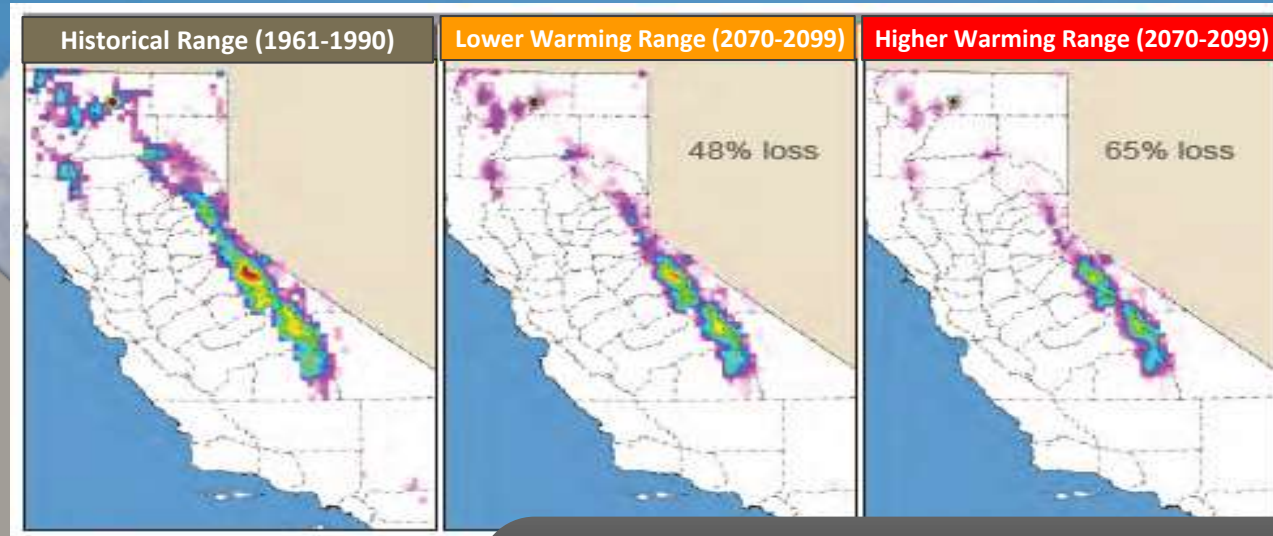 Historical Range (1961-1990)
Lower Warming Range (2070-2099)
Higher Warming Range (2070-2099)
48% loss
65% loss